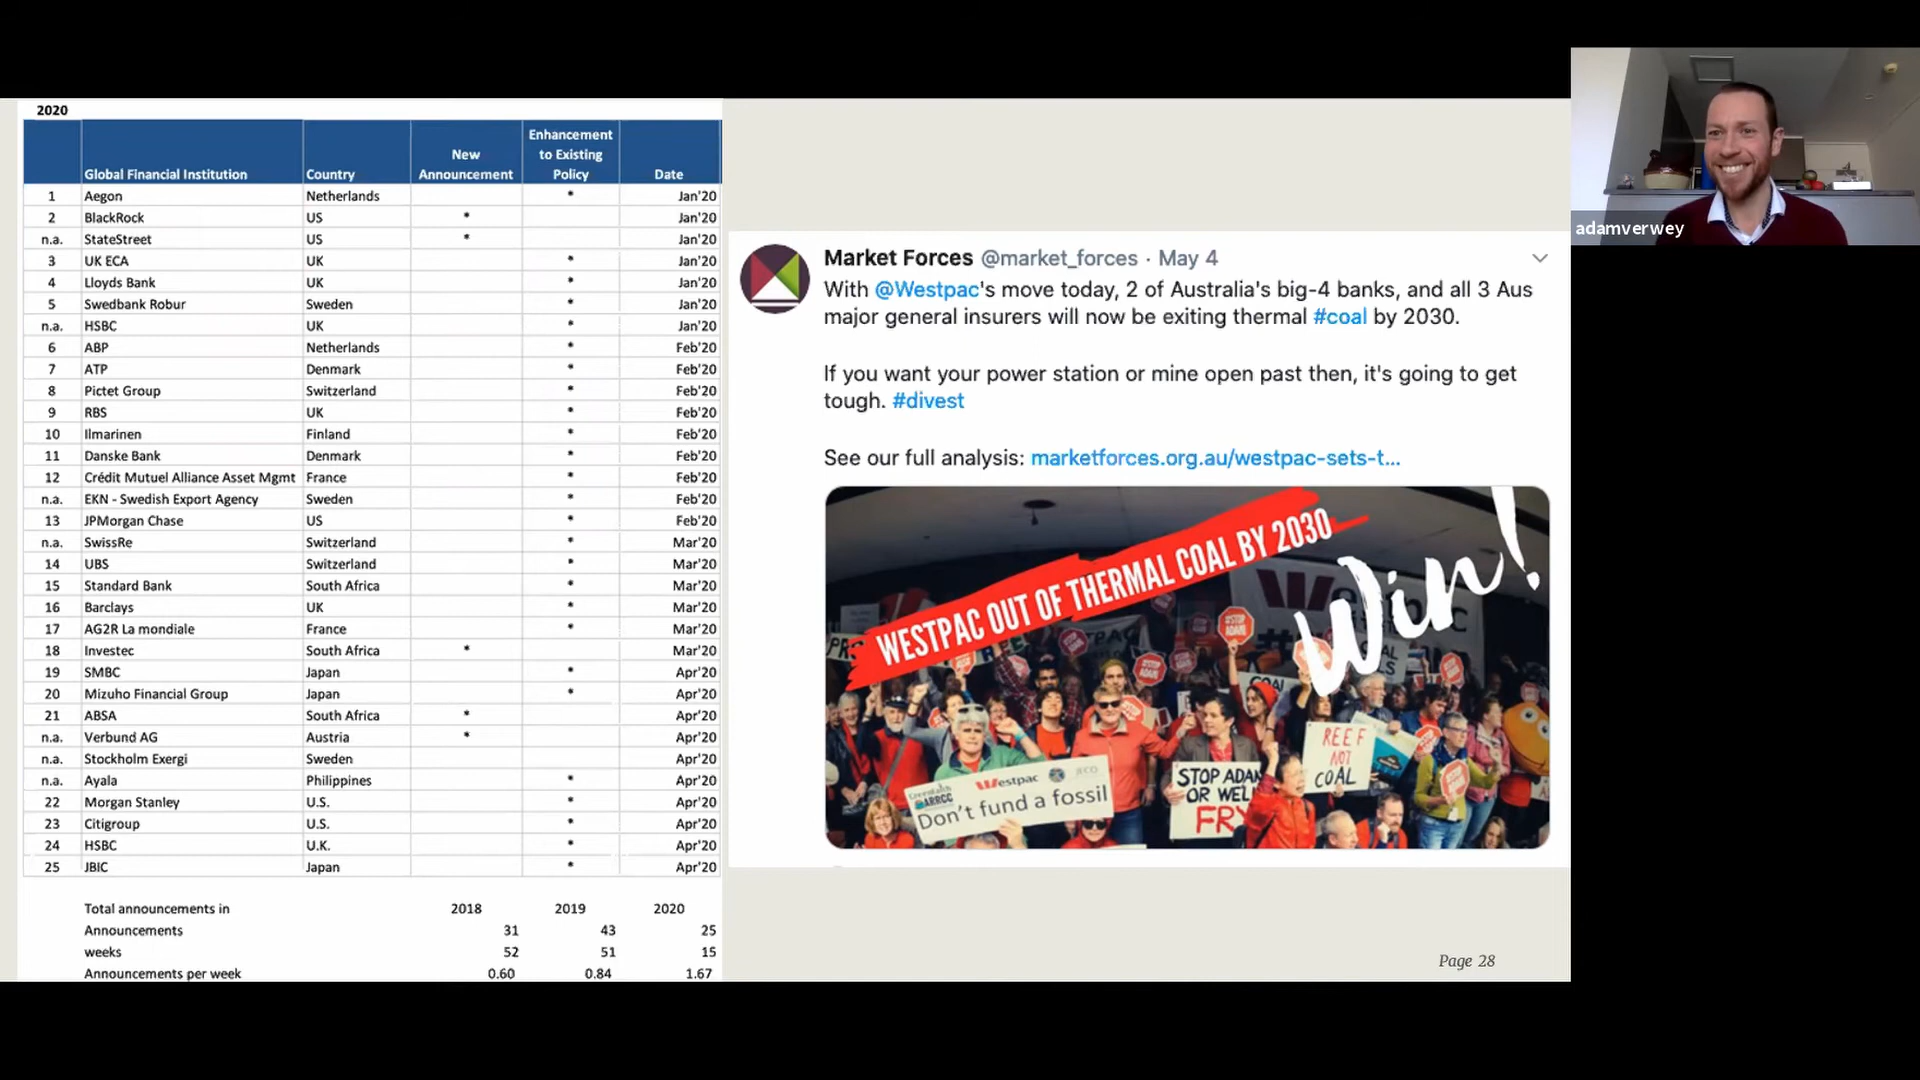 2020
Global Financial Institution Country New Announcement Enhancement to Existing Policy Date
1 Aegon Netherlands * Jan'20
2 BlackRock US * Jan'20
n.a. StateStreet US * Jan'20
3 UK ECA UK * Jan'20
4 Lloyds Bank UK * Jan'20
5 Swedbank Robur Sweden * Jan'20
n.a. HSBC UK * Jan'20
6 ABP Netherlands * Feb'20
7 ATP Denmark * Feb'20
8 Pictet Group Switzerland * Feb'20
9 RBS UK * Feb'20
10 Ilmarinen Finland * Feb'20
11 Danske Bank Denmark * Feb'20
12 Crédit Mutuel Alliance Asset Mgmt France * Feb'20
n.a. EKN - Swedish Export Agency Sweden * Feb'20
13 JPMorgan Chase US * Feb'20
n.a. SwissRe Switzerland * Mar'20
14 UBS Switzerland * Mar'20
15 Standard Bank South Africa * Mar'20
16 Barclays UK * Mar'20
17 AG2R La mondiale France * Mar'20
18 Investec South Africa * Mar'20
19 SMBC Japan * Apr'20
20 Mizuho Financial Group Japan * Apr'20
21 ABSA South Africa * Apr'20
n.a. Verbund AG Austria * Apr'20
n.a. Stockholm Exergi Sweden Apr'20
n.a. Ayala Philippines * Apr'20
22 Morgan Stanley U.S. * Apr'20
23 Citigroup U.S. * Apr'20
24 HSBC U.K. * Apr'20
25 JBIC Japan * Apr'20
Total announcements in 2018 2019 2020
Announcements 31 43 25
weeks 52 51 15
Announcements per week 0.60 0.84 1.67
Market Forces @market_forces · May 4
With @Westpac's move today, 2 of Australia's big-4 banks, and all 3 Aus
major general insurers will now be exiting thermal #coal by 2030.
If you want your power station or mine open past then, it's going to get
tough. #divest
See our full analysis: marketforces.org.au/westpac-sets-t...
WESTPAC OUT OF THERMAL COAL BY 2030
Win!
COAL
REEF
NOT
COAL
STOP ADAN
OR WE'LL
FRY
ARRCC
Westpac
Don't fund a fossil
Page 28
adamverwey